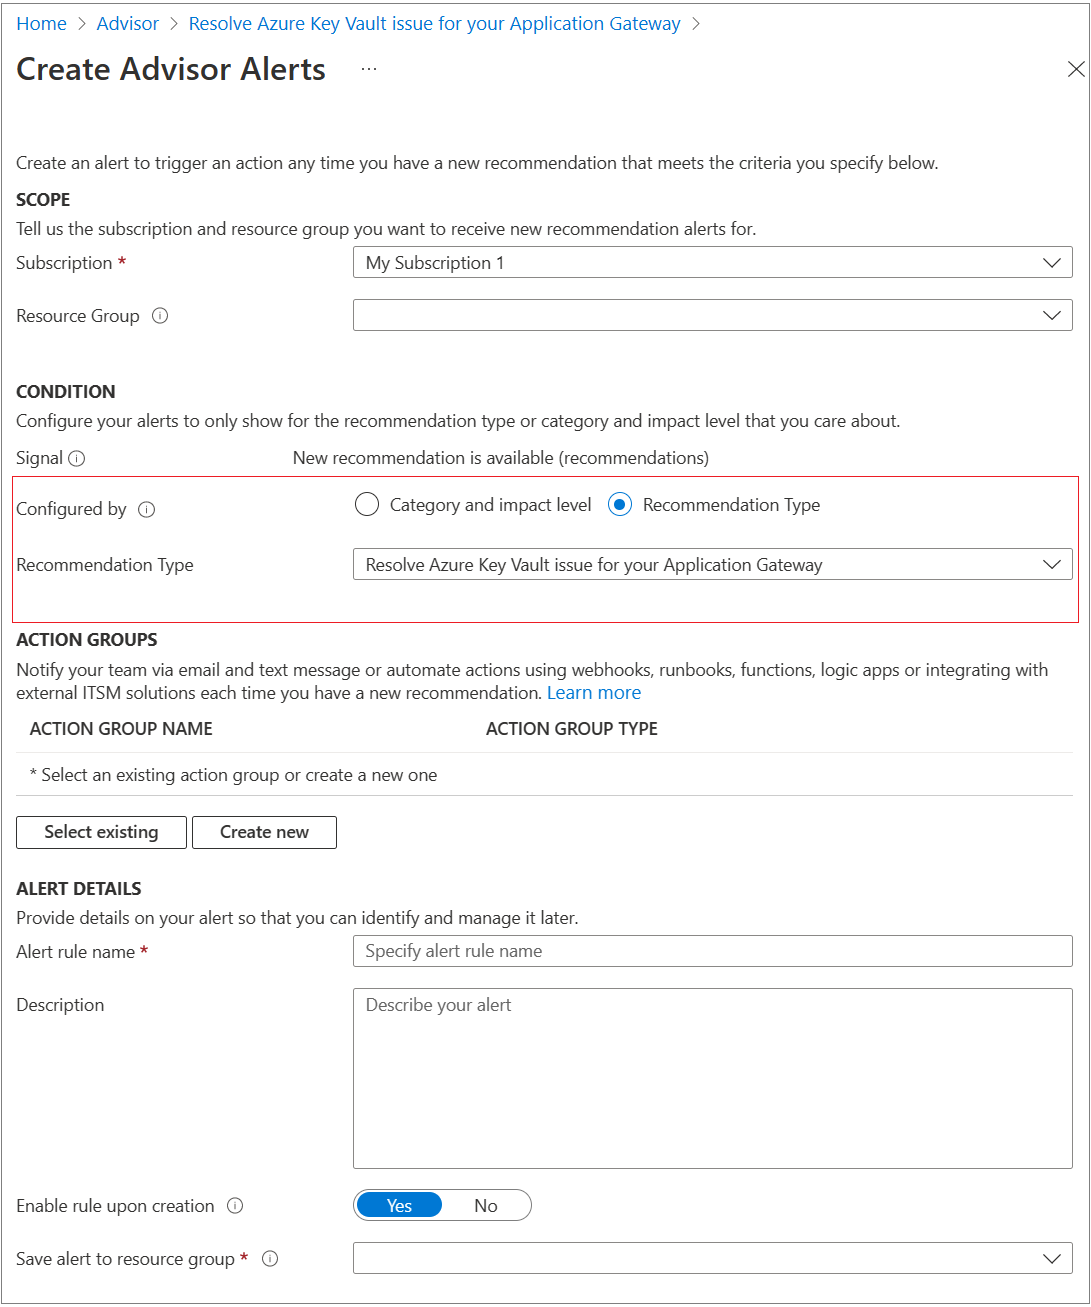 Home > Advisor > Resolve Azure Key Vault issue for your Application Gateway >
Create Advisor Alerts ...
Create an alert to trigger an action any time you have a new recommendation that meets the criteria you specify below.
SCOPE
Tell us the subscription and resource group you want to receive new recommendation alerts for.
Subscription * My Subscription 1
Resource Group
CONDITION
Configure your alerts to only show for the recommendation type or category and impact level that you care about.
Signal New recommendation is available (recommendations)
Configured by Category and impact level Recommendation Type
Recommendation Type Resolve Azure Key Vault issue for your Application Gateway
ACTION GROUPS
Notify your team via email and text message or automate actions using webhooks, runbooks, functions, logic apps or integrating with
external ITSM solutions each time you have a new recommendation. Learn more
ACTION GROUP NAME ACTION GROUP TYPE
* Select an existing action group or create a new one
Select existing Create new
ALERT DETAILS
Provide details on your alert so that you can identify and manage it later.
Alert rule name * Specify alert rule name
Description Describe your alert
Enable rule upon creation Yes No
Save alert to resource group *